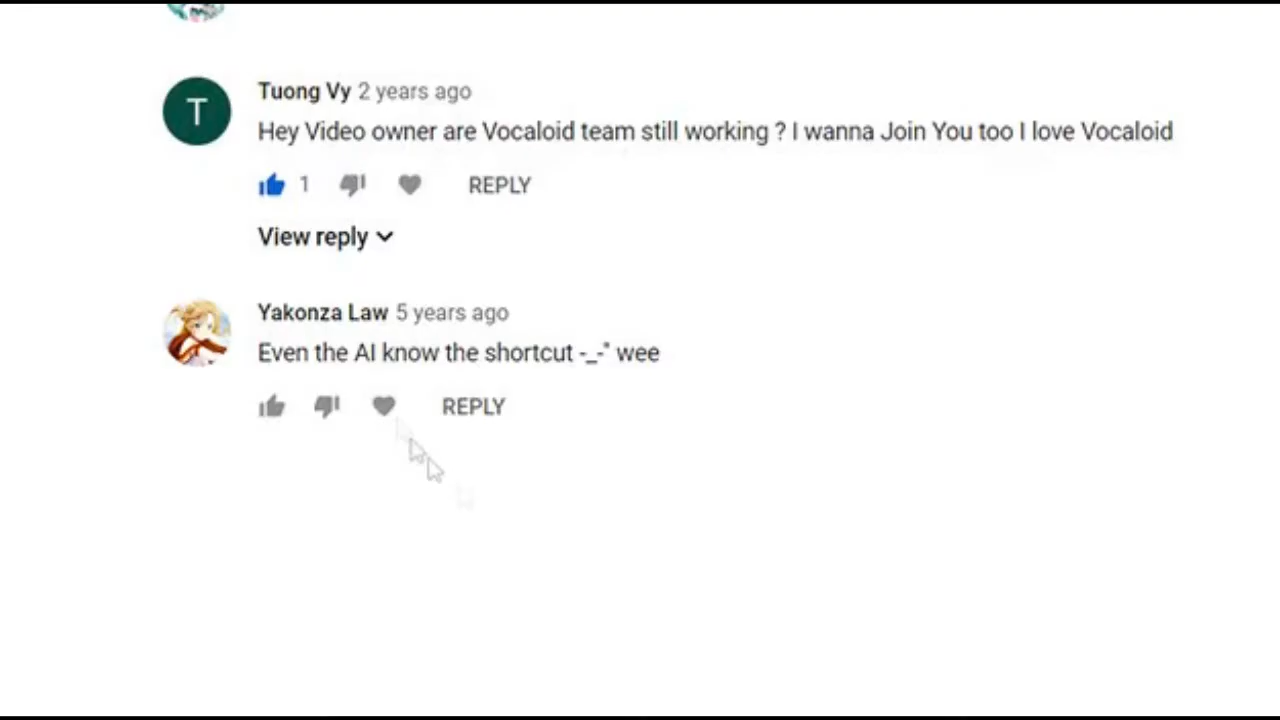 T
Tuong Vy 2 years ago
Hey Video owner are Vocaloid team still working ? I wanna Join You too I love Vocaloid
1 REPLY
View reply
Yakonza Law 5 years ago
Even the AI know the shortcut -_-" wee
REPLY